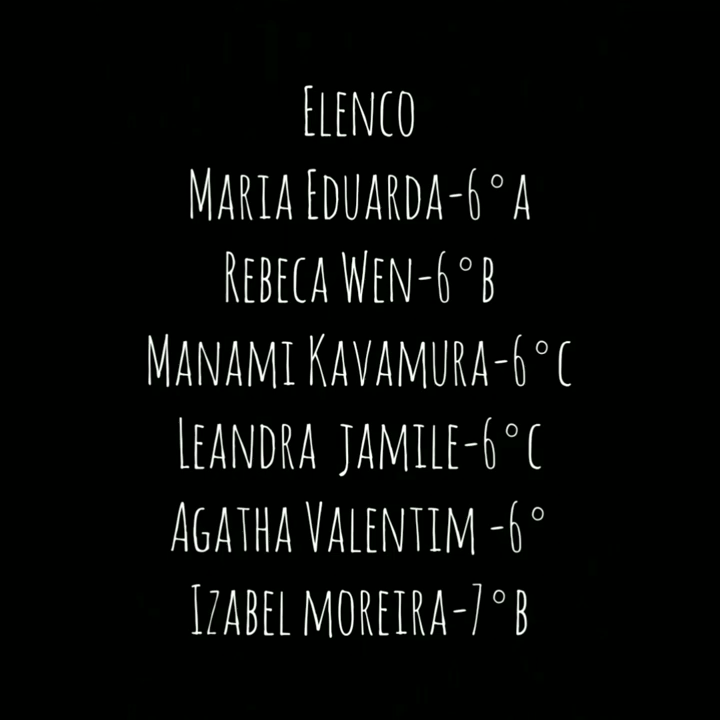 Elenco
Maria Eduarda-6°A
Rebeca Wen-6°B
Manami Kavamura-6°C
Leandra jamile-6°C
Agatha Valentim -6°
Izabel moreira-7°B